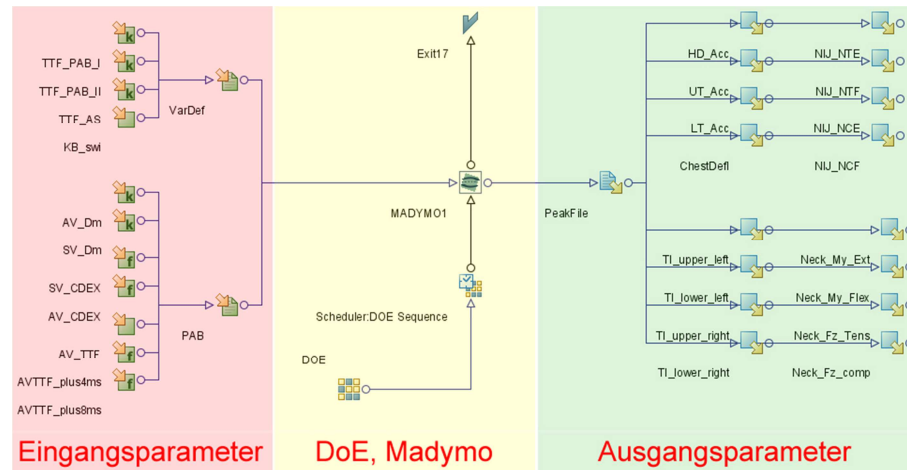 TTF_PAB_I
TTF_PAB_II
TTF_AS
KB_swi
VarDef
AV_Dm
SV_Dm
SV_CDEX
AV_CDEX
AV_TTF
AVTTF_plus4ms
AVTTF_plus8ms
PAB
Exit17
MADYMO1
Scheduler:DOE Sequence
DOE
PeakFile
HD_Acc NIJ_NTE
UT_Acc NIJ_NTF
LT_Acc NIJ_NCE
ChestDefl NIJ_NCF
TI_upper_left Neck_My_Ext
TI_lower_left Neck_My_Flex
TI_upper_right Neck_Fz_Tens
TI_lower_right Neck_Fz_comp
k
k
k
k
k
f
f
f
f
Eingangsparameter
DoE, Madymo
Ausgangsparameter